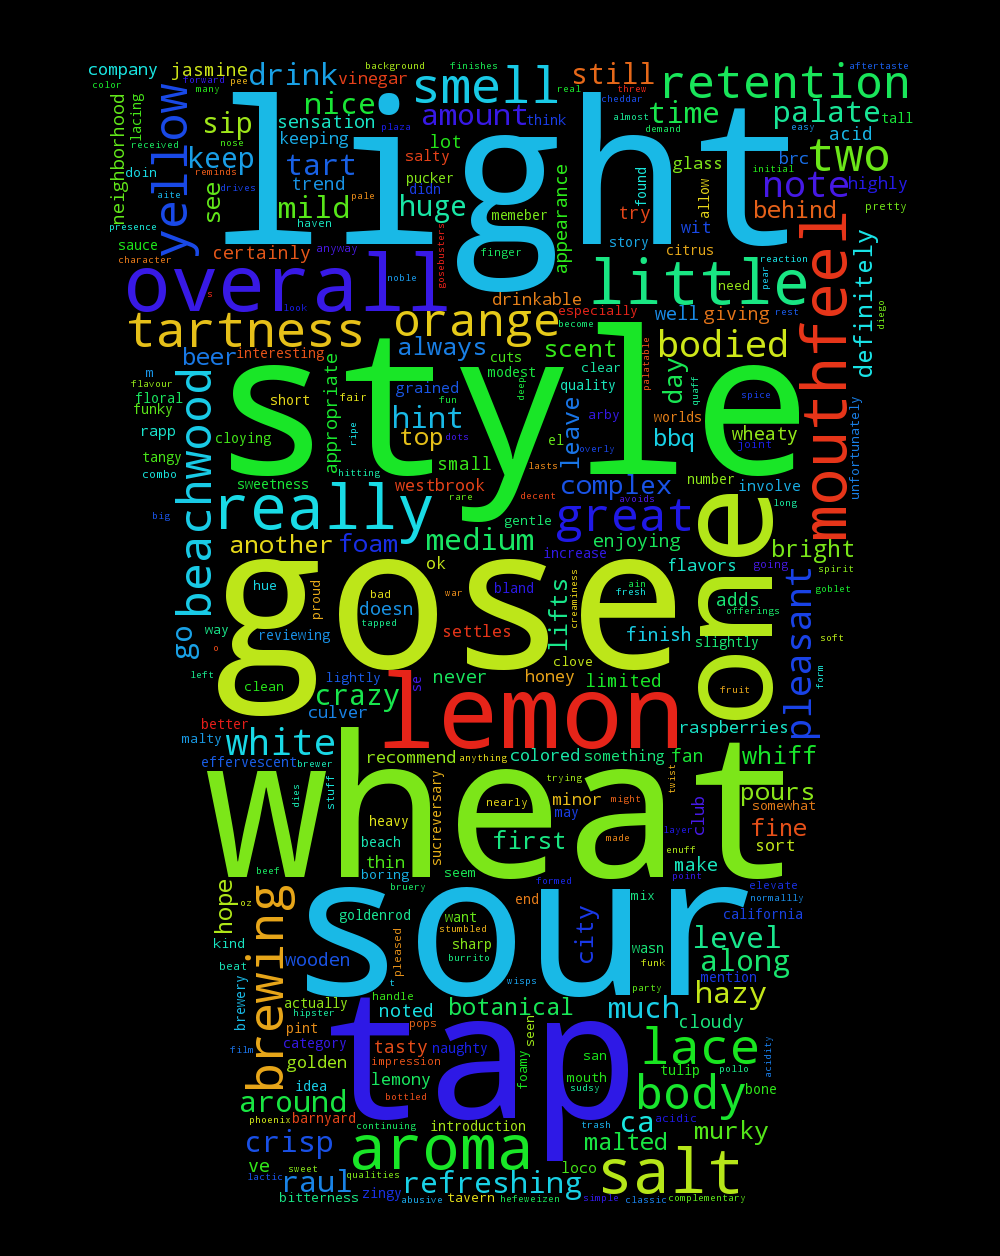 background finishes aftertaste
company jasmine drink vinegar smell still retention
color forward pee many real threw cheddar
light
neighborhood lacing yellow sip nice amount think almost time palate tall
sensation keeping plaza lot demand easy acid
received nose doin reminds keep tart trend salty pucker didn glass brc two
drives see mild haven pale huge memeber appearance found allow initial note highly
presence aite try wit behind pretty
sauce certainly anyway gosebusters finger story citrus
character overall noble look s drinkable little need pear reaction rest definitely diego
tartness orange especially become well giving mouthfeel
beer interesting always cuts scent clear palatable day bodied
m flavour floral funky beachwood short appropriate fair grained modest deep quality leave
style
rapp cloying hint top fun arby worlds quaff spice wheaty joint unfortunately
tangy ripe dots small el overly bbq
combo sweetness hitting westbrook lasts complex number involve
big really rare decent avoids great one long
another foam gentle medium enjoying increase flavors bright
ok going spirit
gose
hue proud bad doesn tapped war bland creaminess ain fresh adds offerings goblet
go way reviewing settles lifts finish slightly pleasant soft
o left clean lightly se never clove honey limited fruit form
crazy lemon
better culver raspberries
malty white recommend anything colored something fan whiff
effervescent brewer trying twist
wheat
dies stuff sucreversary nearly minor might pours somewhat
heavy may club fine
beach first made layer enuff sort
thin boring seem make
beef bruery formed point elevate
hope oz goldenrod want end mix normallly
sour
kind brewing stumbled city california
beat wooden pleased sharp burrito wasn funk level along
t wisps party mention
brewery actually handle noted botanical much hazy
hipster pint pops seen cloudy
film category tasty naughty san lace acidity
tap
golden impression foamy mouth tulip pollo
idea lemony sudsy body bone
around bottled
phoenix barnyard continuing introduction trash ca acidic murky
crisp aroma malted
ve sweet qualities loco salt
lactic raul refreshing
bitterness zingy abusive tavern hefeweizen simple classic complementary